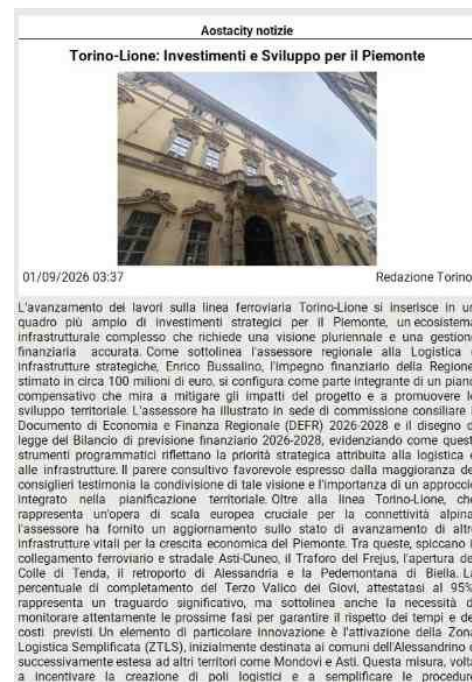 Aostacity notizie
Torino-Lione: Investimenti e Sviluppo per il Piemonte
01/09/2026 03:37
Redazione Torino
L'avanzamento dei lavori sulla linea ferroviaria Torino-Lione si inserisce in un
quadro più ampio di investimenti strategici per il Piemonte, un ecosistema
infrastrutturale complesso che richiede una visione pluriennale e una gestione
finanziaria accurata. Come sottolinea l'assessore regionale alla Logistica e
Infrastrutture strategiche, Enrico Bussalino, l'impegno finanziario della Regione,
stimato in circa 100 milioni di euro, si configura come parte integrante di un piano
compensativo che mira a mitigare gli impatti del progetto e a promuovere lo
sviluppo territoriale. L'assessore ha illustrato in sede di commissione consiliare il
Documento di Economia e Finanza Regionale (DEFR) 2026-2028 e il disegno di
legge del Bilancio di previsione finanziario 2026-2028, evidenziando come questi
strumenti programmatici riflettano la priorità strategica attribuita alla logistica e
alle infrastrutture. Il parere consultivo favorevole espresso dalla maggioranza dei
consiglieri testimonia la condivisione di tale visione e l'importanza di un approccio
integrato nella pianificazione territoriale. Oltre alla linea Torino-Lione, che
rappresenta un'opera di scala europea cruciale per la connettività alpina,
l'assessore ha fornito un aggiornamento sullo stato di avanzamento di altre
infrastrutture vitali per la crescita economica del Piemonte. Tra queste, spiccano il
collegamento ferroviario e stradale Asti-Cuneo, il Traforo del Frejus, l'apertura del
Colle di Tenda, il retroporto di Alessandria e la Pedemontana di Biella. La
percentuale di completamento del Terzo Valico dei Giovi, attestatasi al 95%,
rappresenta un traguardo significativo, ma sottolinea anche la necessità di
monitorare attentamente le prossime fasi per garantire il rispetto dei tempi e dei
costi previsti. Un elemento di particolare innovazione è l'attivazione della Zona
Logistica Semplificata (ZTLS), inizialmente destinata ai comuni dell'Alessandrino e
successivamente estesa ad altri territori come Mondovì e Asti. Questa misura, volta
a incentivare la creazione di poli logistici e a semplificare le procedure